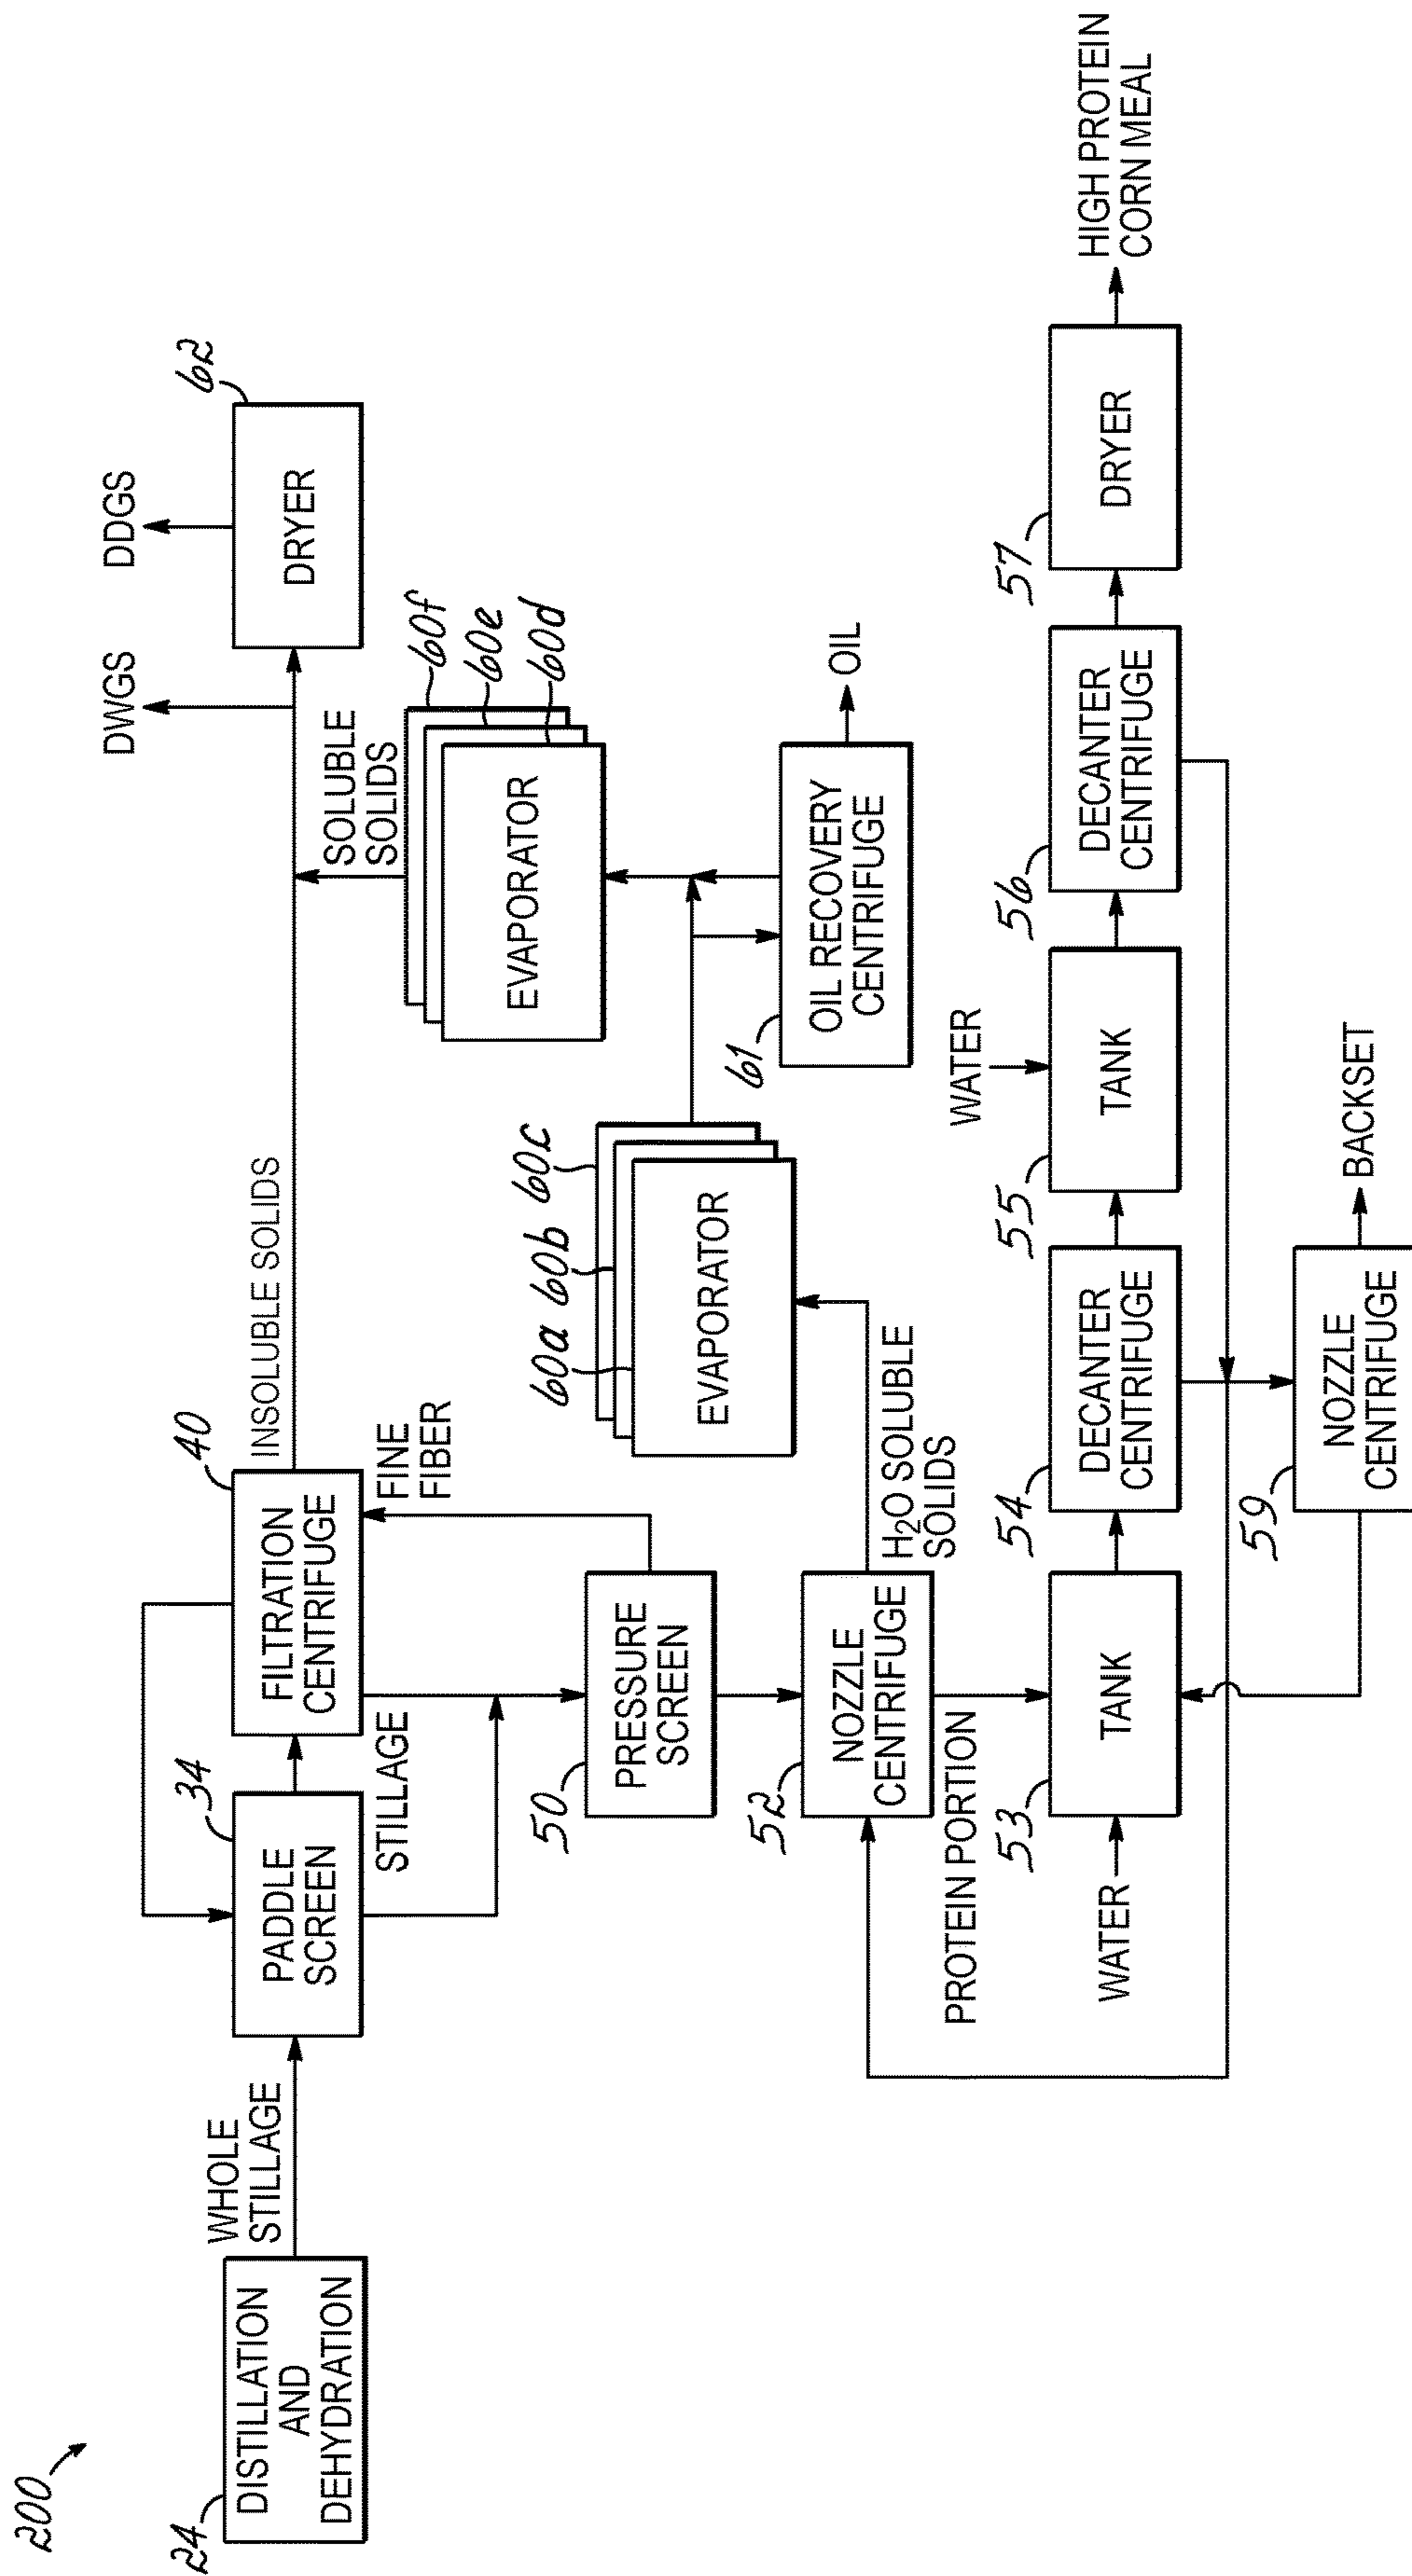 200
24
DISTILLATION
AND
DEHYDRATION
WHOLE
STILLAGE
34
PADDLE
SCREEN
STILLAGE
40
FILTRATION
CENTRIFUGE
INSOLUBLE SOLIDS
FINE
FIBER
DWGS
DDGS
62
DRYER
SOLUBLE
SOLIDS
60f
60e
60d
EVAPORATOR
50
PRESSURE
SCREEN
60a
60b
60c
EVAPORATOR
61
OIL RECOVERY
CENTRIFUGE
OIL
52
NOZZLE
CENTRIFUGE
H2O SOLUBLE
SOLIDS
PROTEIN PORTION
WATER
53
TANK
54
DECANTER
CENTRIFUGE
WATER
55
TANK
56
DECANTER
CENTRIFUGE
57
DRYER
HIGH PROTEIN
CORN MEAL
59
NOZZLE
CENTRIFUGE
BACKSET